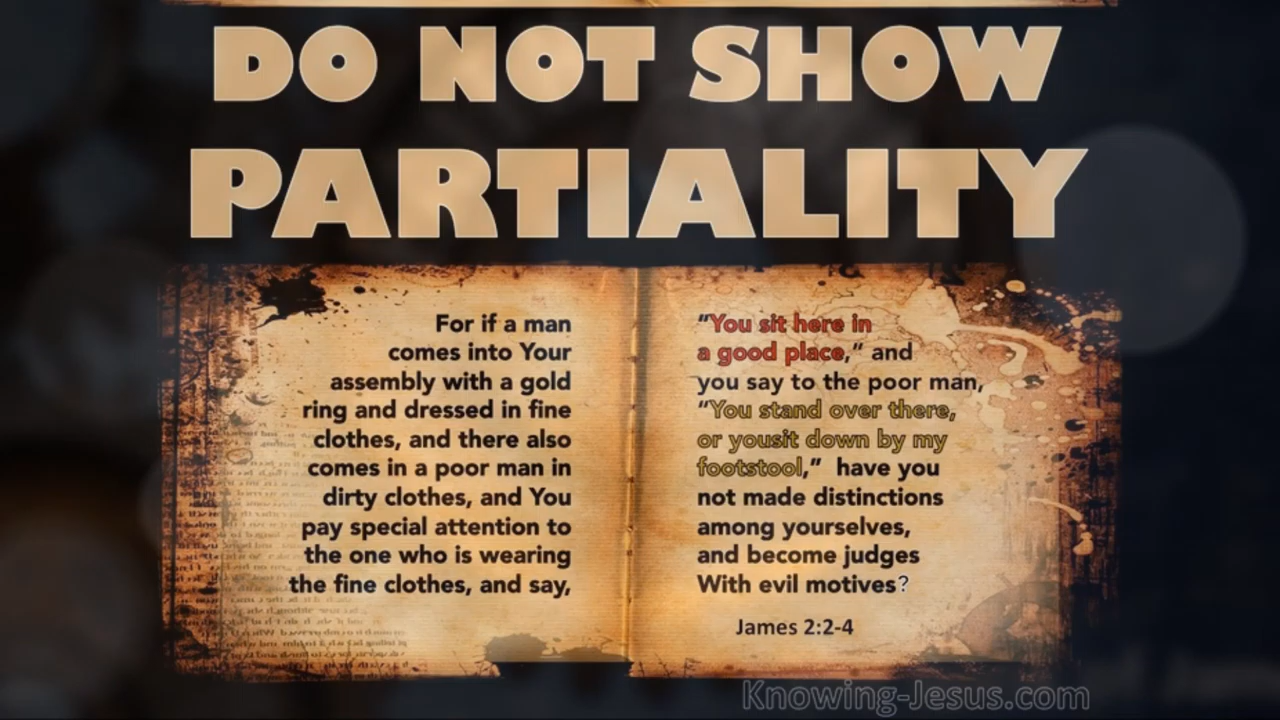 DO NOT SHOW
PARTIALITY
For if a man
comes into Your
assembly with a gold
ring and dressed in fine
clothes, and there also
comes in a poor man in
dirty clothes, and You
pay special attention to
the one who is wearing
the fine clothes, and say,
“You sit here in
a good place,” and
you say to the poor man,
“You stand over there,
or yousit down by my
footstool,” have you
not made distinctions
among yourselves,
and become judges
With evil motives?
James 2:2-4
Knowing-Jesus.com